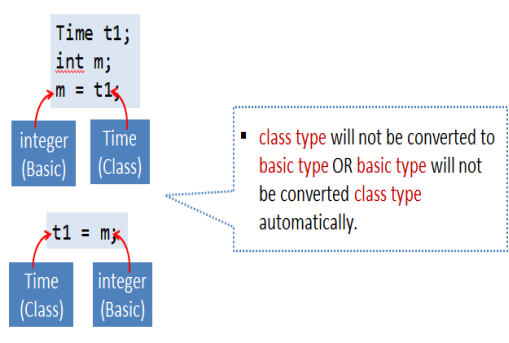 Time t1;
int m;
m = t1;
integer
(Basic)
Time
(Class)
▪ class type will not be converted to
basic type OR basic type will not
be converted class type
automatically.
t1 = m;
Time
(Class)
integer
(Basic)